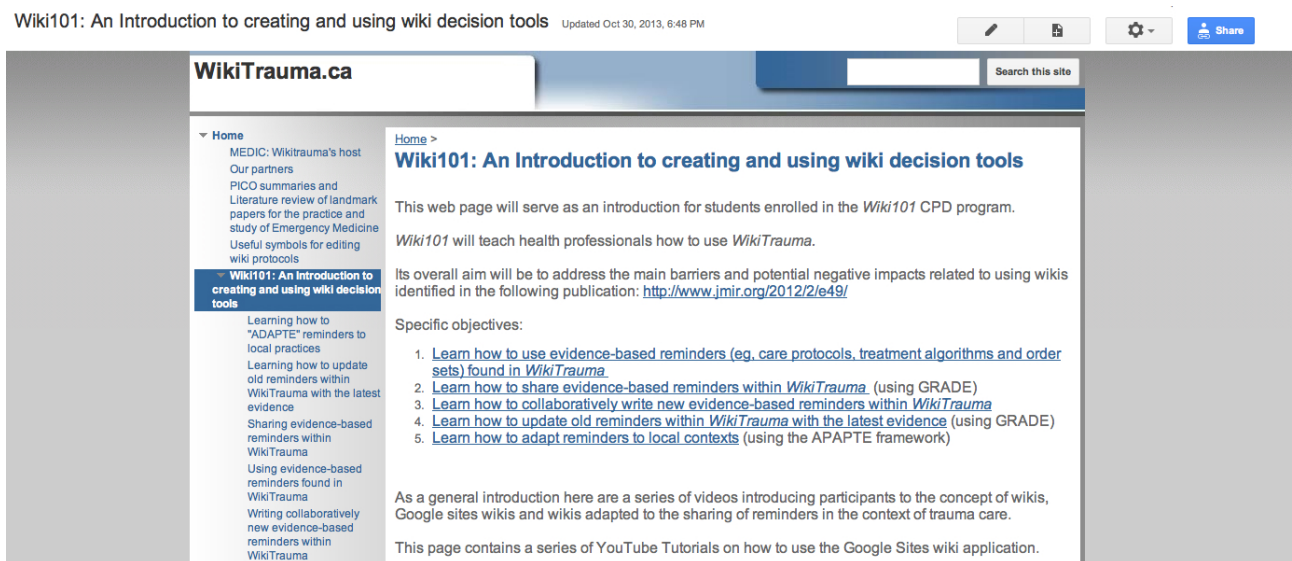 Wiki101: An Introduction to creating and using wiki decision tools Updated Oct 30, 2013, 6:48 PM
Share
WikiTrauma.ca
Search this site
Home
MEDIC: Wikitrauma's host
Our partners
PICO summaries and
Literature review of landmark
papers for the practice and
study of Emergency Medicine
Useful symbols for editing
wiki protocols
Wiki101: An Introduction to
creating and using wiki decision
tools
Learning how to
"ADAPTE" reminders to
local practices
Learning how to update
old reminders within
WikiTrauma with the latest
evidence
Sharing evidence-based
reminders within
WikiTrauma
Using evidence-based
reminders found in
WikiTrauma
Writing collaboratively
new evidence-based
reminders within
WikiTrauma
Home >
Wiki101: An Introduction to creating and using wiki decision tools
This web page will serve as an introduction for students enrolled in the Wiki101 CPD program.
Wiki101 will teach health professionals how to use WikiTrauma.
Its overall aim will be to address the main barriers and potential negative impacts related to using wikis
identified in the following publication: http://www.jmir.org/2012/2/e49/
Specific objectives:
1. Learn how to use evidence-based reminders (eg, care protocols, treatment algorithms and order
sets) found in WikiTrauma
2. Learn how to share evidence-based reminders within WikiTrauma (using GRADE)
3. Learn how to collaboratively write new evidence-based reminders within WikiTrauma
4. Learn how to update old reminders within WikiTrauma with the latest evidence (using GRADE)
5. Learn how to adapt reminders to local contexts (using the APAPTE framework)
As a general introduction here are a series of videos introducing participants to the concept of wikis,
Google sites wikis and wikis adapted to the sharing of reminders in the context of trauma care.
This page contains a series of YouTube Tutorials on how to use the Google Sites wiki application.